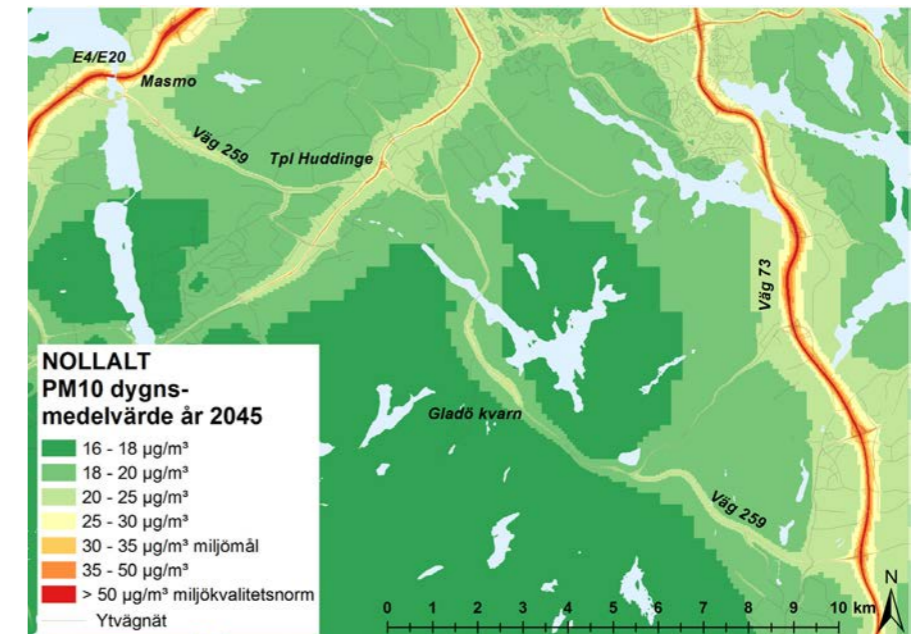 E4/E20
Masmo
Väg 259
Tpl Huddinge
Väg 73
Gladö kvarn
Väg 259
NOLLALT
PM10 dygns-
medelvärde år 2045
16 - 18 µg/m³
18 - 20 µg/m³
20 - 25 µg/m³
25 - 30 µg/m³
30 - 35 µg/m³ miljömål
35 - 50 µg/m³
> 50 µg/m³ miljökvalitetsnorm
Ytvägnät
N
0 1 2 3 4 5 6 7 8 9 10 km